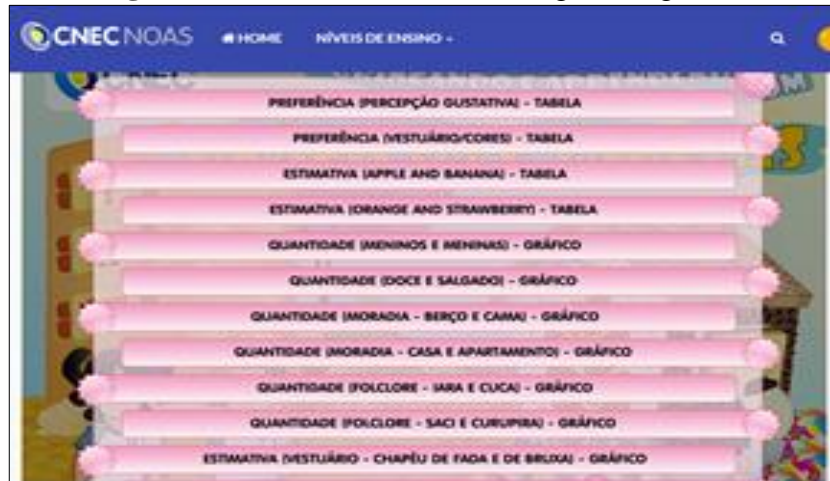 CNEC NOAS HOME NÍVEIS DE ENSINO
CNEC
PREFERÊNCIA (PERCEPÇÃO GUSTATIVA) - TABELA
PREFERÊNCIA (VESTUÁRIO/CORES) - TABELA
ESTIMATIVA (APPLE AND BANANA) - TABELA
ESTIMATIVA (ORANGE AND STRAWBERRY) - TABELA
QUANTIDADE (MENINOS E MENINAS) - GRÁFICO
QUANTIDADE (DOCE E SALGADO) - GRÁFICO
QUANTIDADE (MORADIA - BERÇO E CAMA) - GRÁFICO
QUANTIDADE (MORADIA - CASA E APARTAMENTO) - GRÁFICO
QUANTIDADE (FOLCLORE - IARA E CUCA) - GRÁFICO
QUANTIDADE (FOLCLORE - SACI E CURUPIRA) - GRÁFICO
ESTIMATIVA (VESTUÁRIO - CHAPÉU DE FADA E DE BRUXA) - GRÁFICO